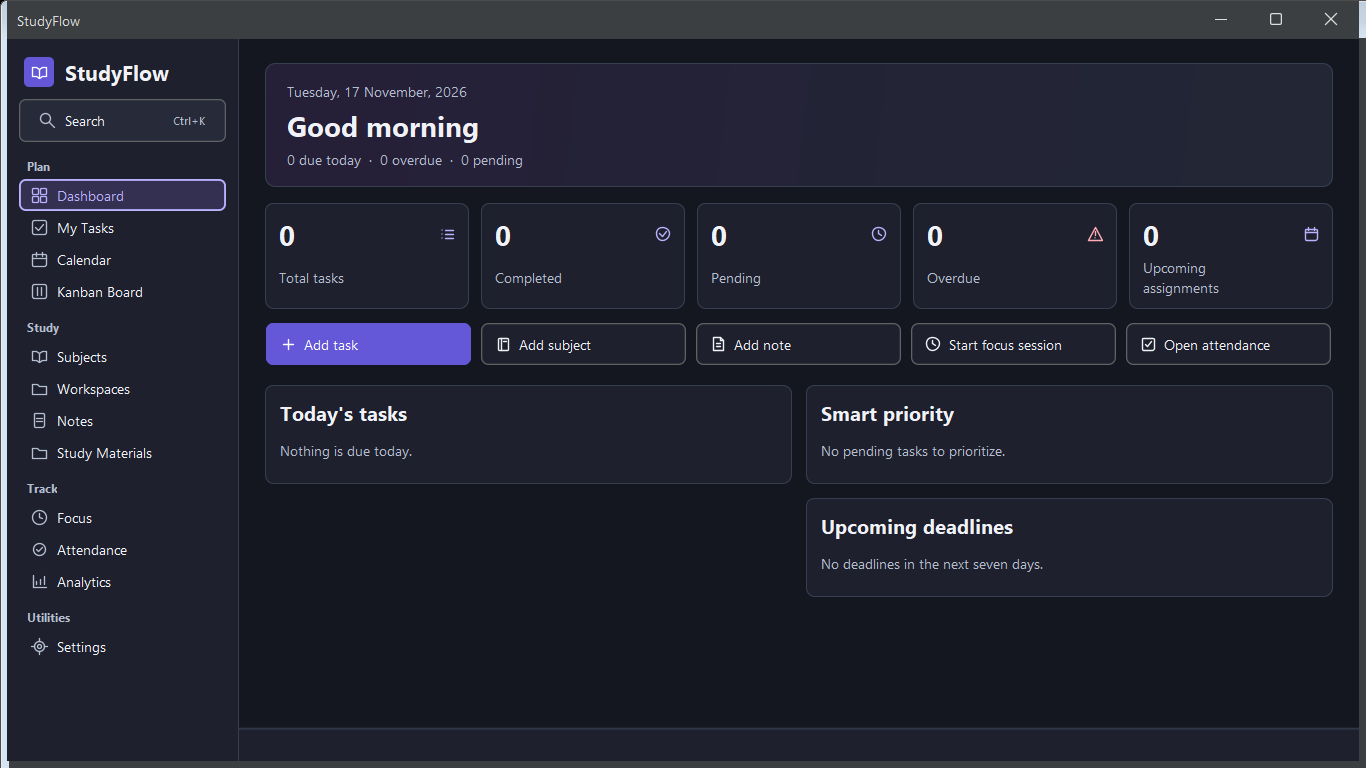 StudyFlow
StudyFlow
Search Ctrl+K
Plan
Dashboard
My Tasks
Calendar
Kanban Board
Study
Subjects
Workspaces
Notes
Study Materials
Track
Focus
Attendance
Analytics
Utilities
Settings
Tuesday, 17 November, 2026
Good morning
0 due today · 0 overdue · 0 pending
0
Total tasks
0
Completed
0
Pending
0
Overdue
0
Upcoming
assignments
Add task
Add subject
Add note
Start focus session
Open attendance
Today's tasks
Nothing is due today.
Smart priority
No pending tasks to prioritize.
Upcoming deadlines
No deadlines in the next seven days.